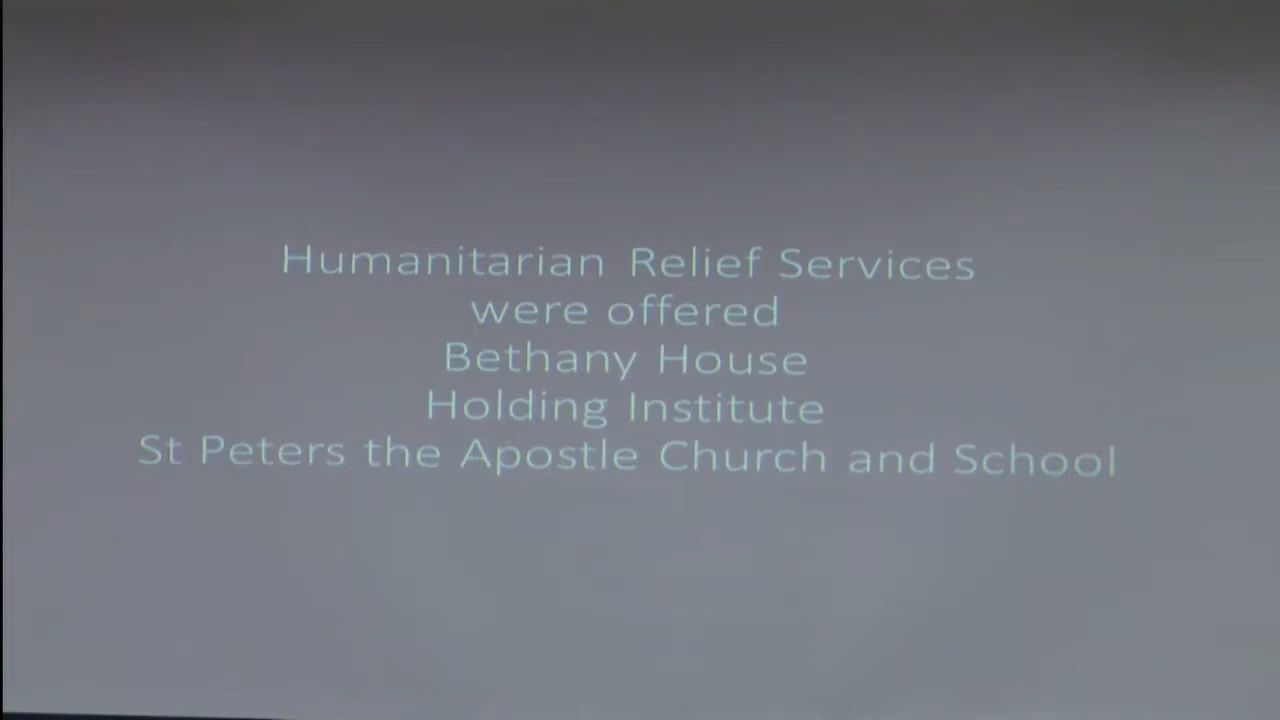 Humanitarian Relief Services
were offered
Bethany House
Holding Institute
St Peters the Apostle Church and School